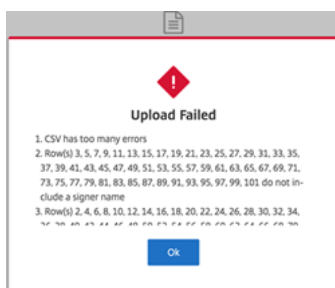 Upload Failed
1. CSV has too many errors
2. Row(s) 3, 5, 7, 9, 11, 13, 15, 17, 19, 21, 23, 25, 27, 29, 31, 33, 35,
37, 39, 41, 43, 45, 47, 49, 51, 53, 55, 57, 59, 61, 63, 65, 67, 69, 71,
73, 75, 77, 79, 81, 83, 85, 87, 89, 91, 93, 95, 97, 99, 101 do not in-
clude a signer name
3. Row(s) 2, 4, 6, 8, 10, 12, 14, 16, 18, 20, 22, 24, 26, 28, 30, 32, 34,
Ok